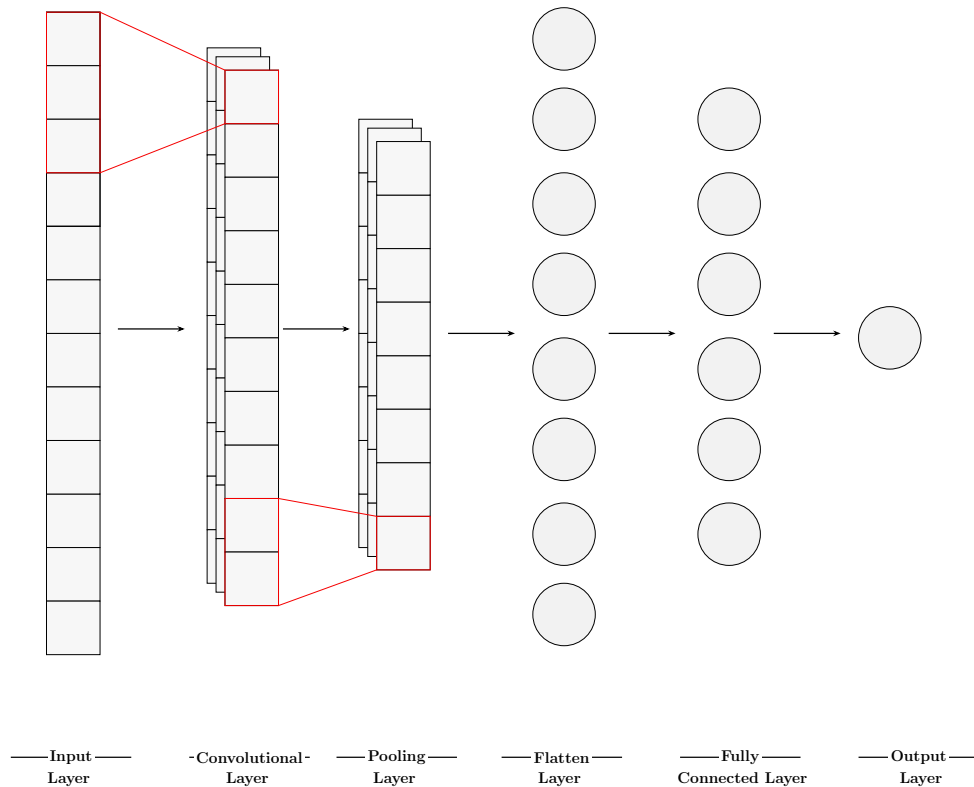 Input
Layer
Convolutional
Layer
Pooling
Layer
Flatten
Layer
Fully
Connected Layer
Output
Layer